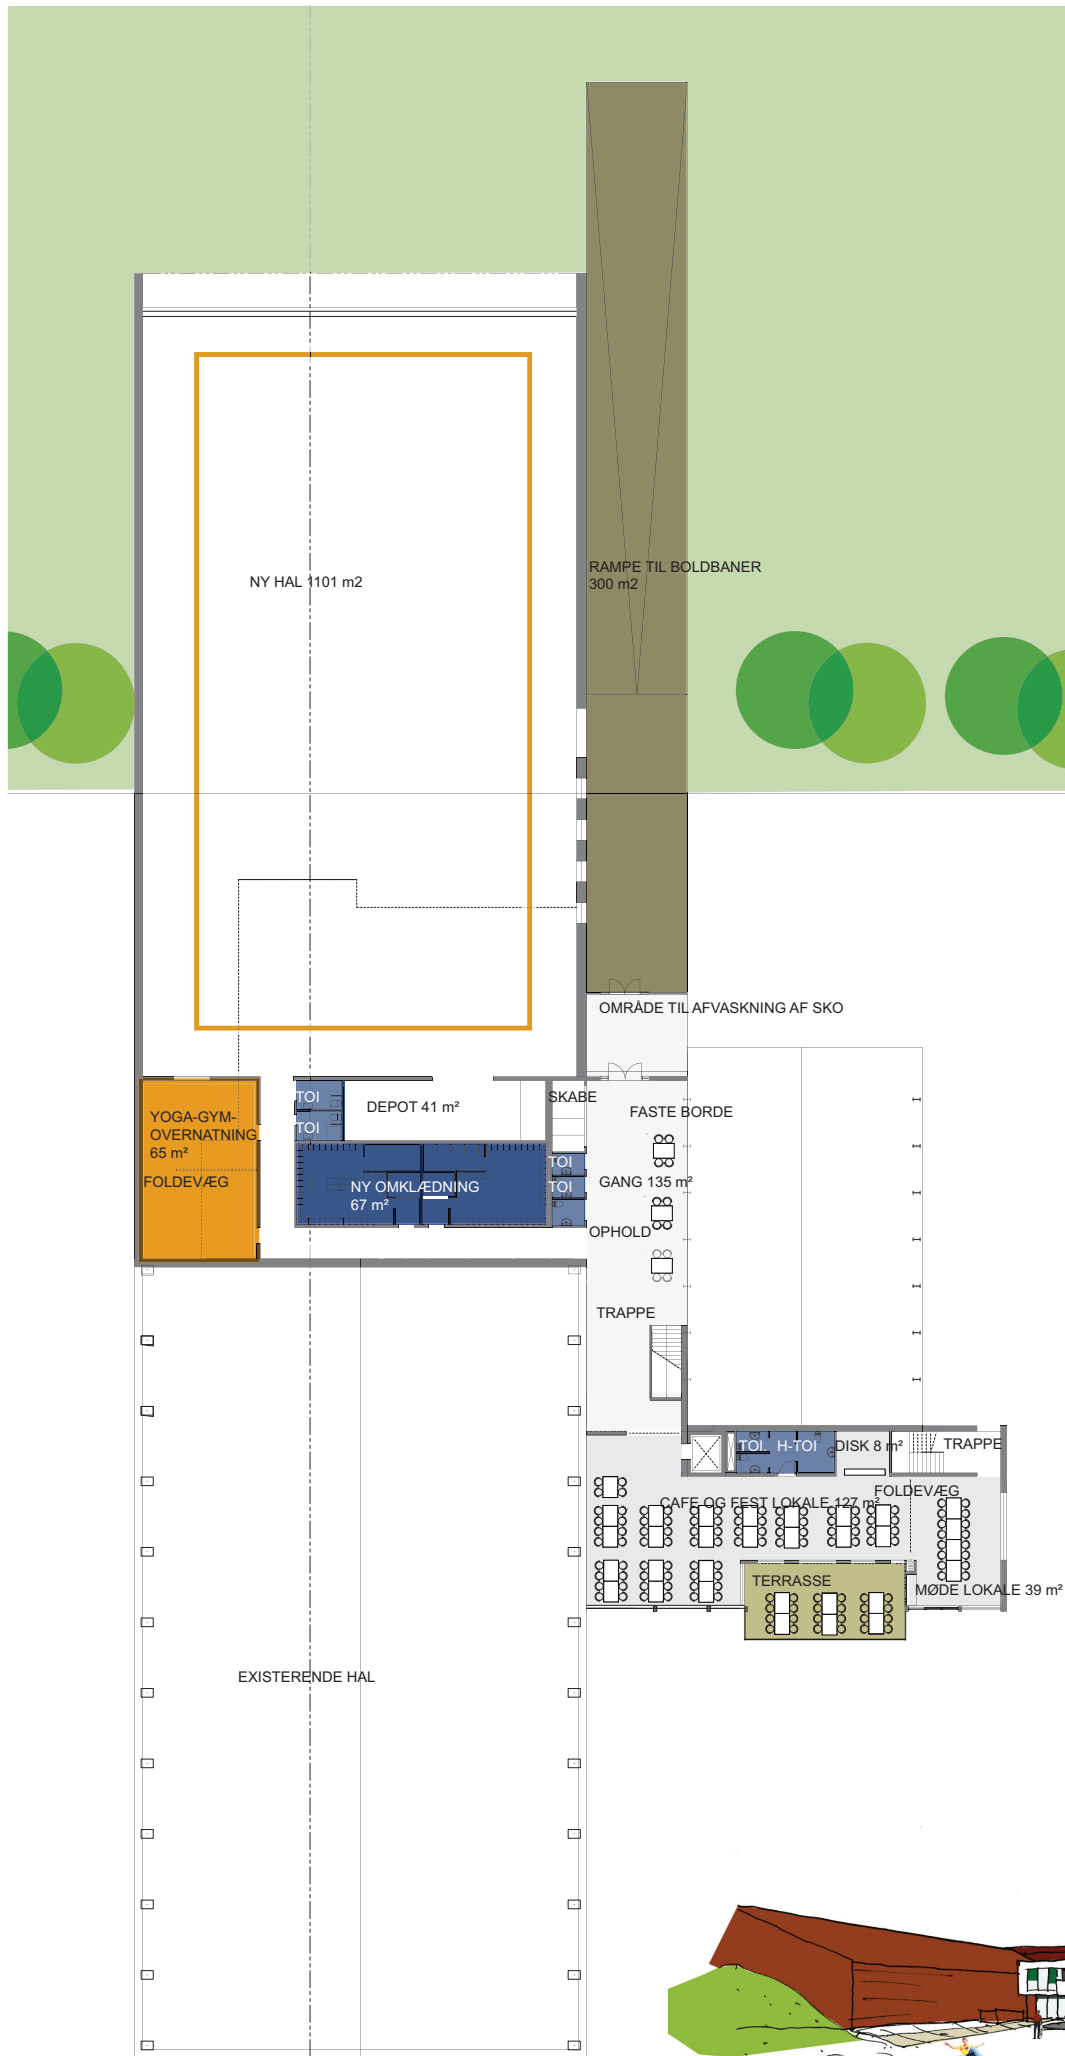 NY HAL 1101 m2
RAMPE TIL BOLDBANER
300 m2
OMRÅDE TIL AFVASKNING AF SKO
YOGA-GYM-
OVERNATNING
65 m²
FOLDEVÆG
TOI
TOI
DEPOT 41 m²
SKABE
FASTE BORDE
NY OMKLÆDNING
67 m²
TOI
TOI
GANG 135 m²
OPHOLD
TRAPPE
TOI.
H-TOI
DISK 8 m²
TRAPPE
FOLDEVÆG
CAFE OG FEST LOKALE 127 m²
TERRASSE
MØDE LOKALE 39 m²
EXISTERENDE HAL